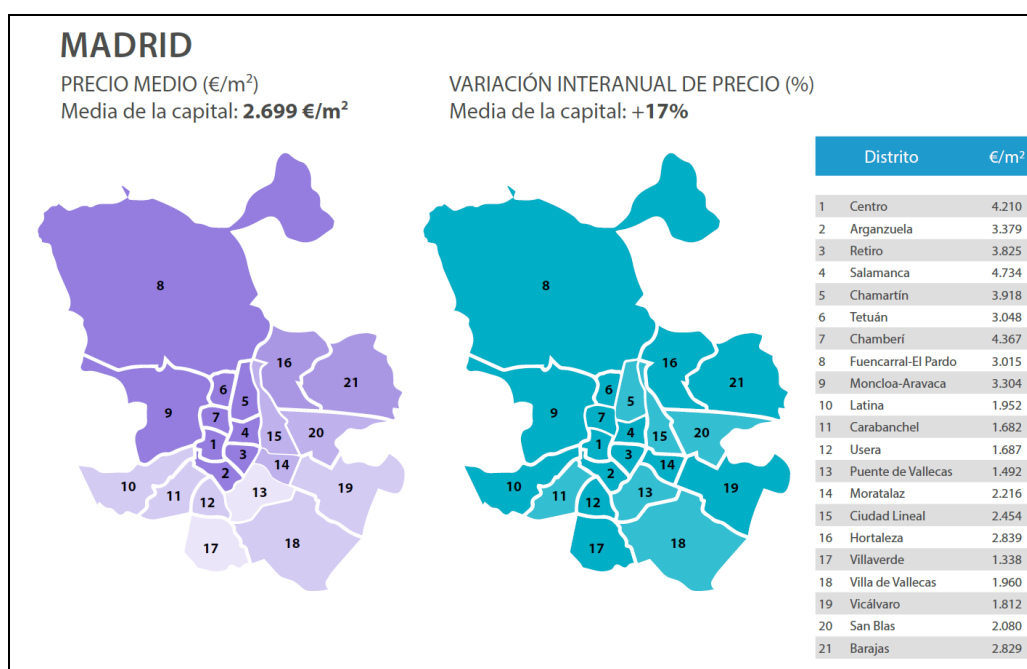 MADRID
PRECIO MEDIO (€/m²)
Media de la capital: 2.699 €/m²
VARIACIÓN INTERANUAL DE PRECIO (%)
Media de la capital: +17%
8
16
21
9
6
5
7
4
1
3
15
20
2
14
10
11
12
13
19
17
18
8
16
21
9
6
5
7
4
1
3
15
20
2
14
10
11
12
13
19
17
18
Distrito €/m²
1 Centro 4.210
2 Arganzuela 3.379
3 Retiro 3.825
4 Salamanca 4.734
5 Chamartín 3.918
6 Tetuán 3.048
7 Chamberí 4.367
8 Fuencarral-El Pardo 3.015
9 Moncloa-Aravaca 3.304
10 Latina 1.952
11 Carabanchel 1.682
12 Usera 1.687
13 Puente de Vallecas 1.492
14 Moratalaz 2.216
15 Ciudad Lineal 2.454
16 Hortaleza 2.839
17 Villaverde 1.338
18 Villa de Vallecas 1.960
19 Vicálvaro 1.812
20 San Blas 2.080
21 Barajas 2.829